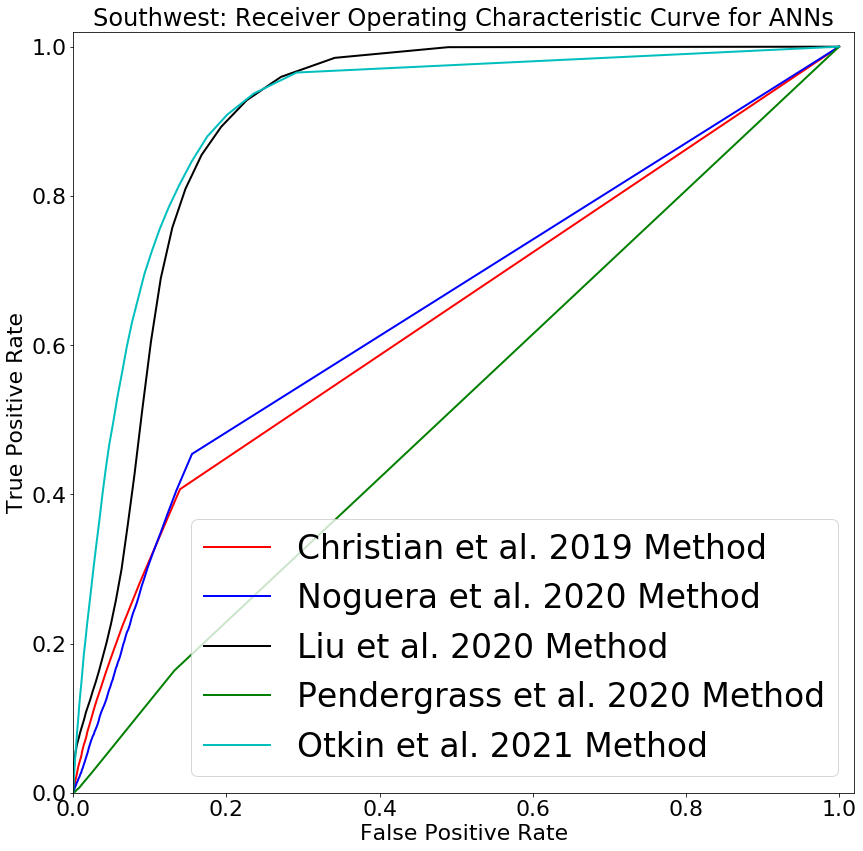 Southwest: Receiver Operating Characteristic Curve for ANNs
True Positive Rate
1.0
0.8
0.6
0.4
0.2
0.0
Christian et al. 2019 Method
Noguera et al. 2020 Method
Liu et al. 2020 Method
Pendergrass et al. 2020 Method
Otkin et al. 2021 Method
0.0 0.2 0.4 0.6 0.8 1.0
False Positive Rate